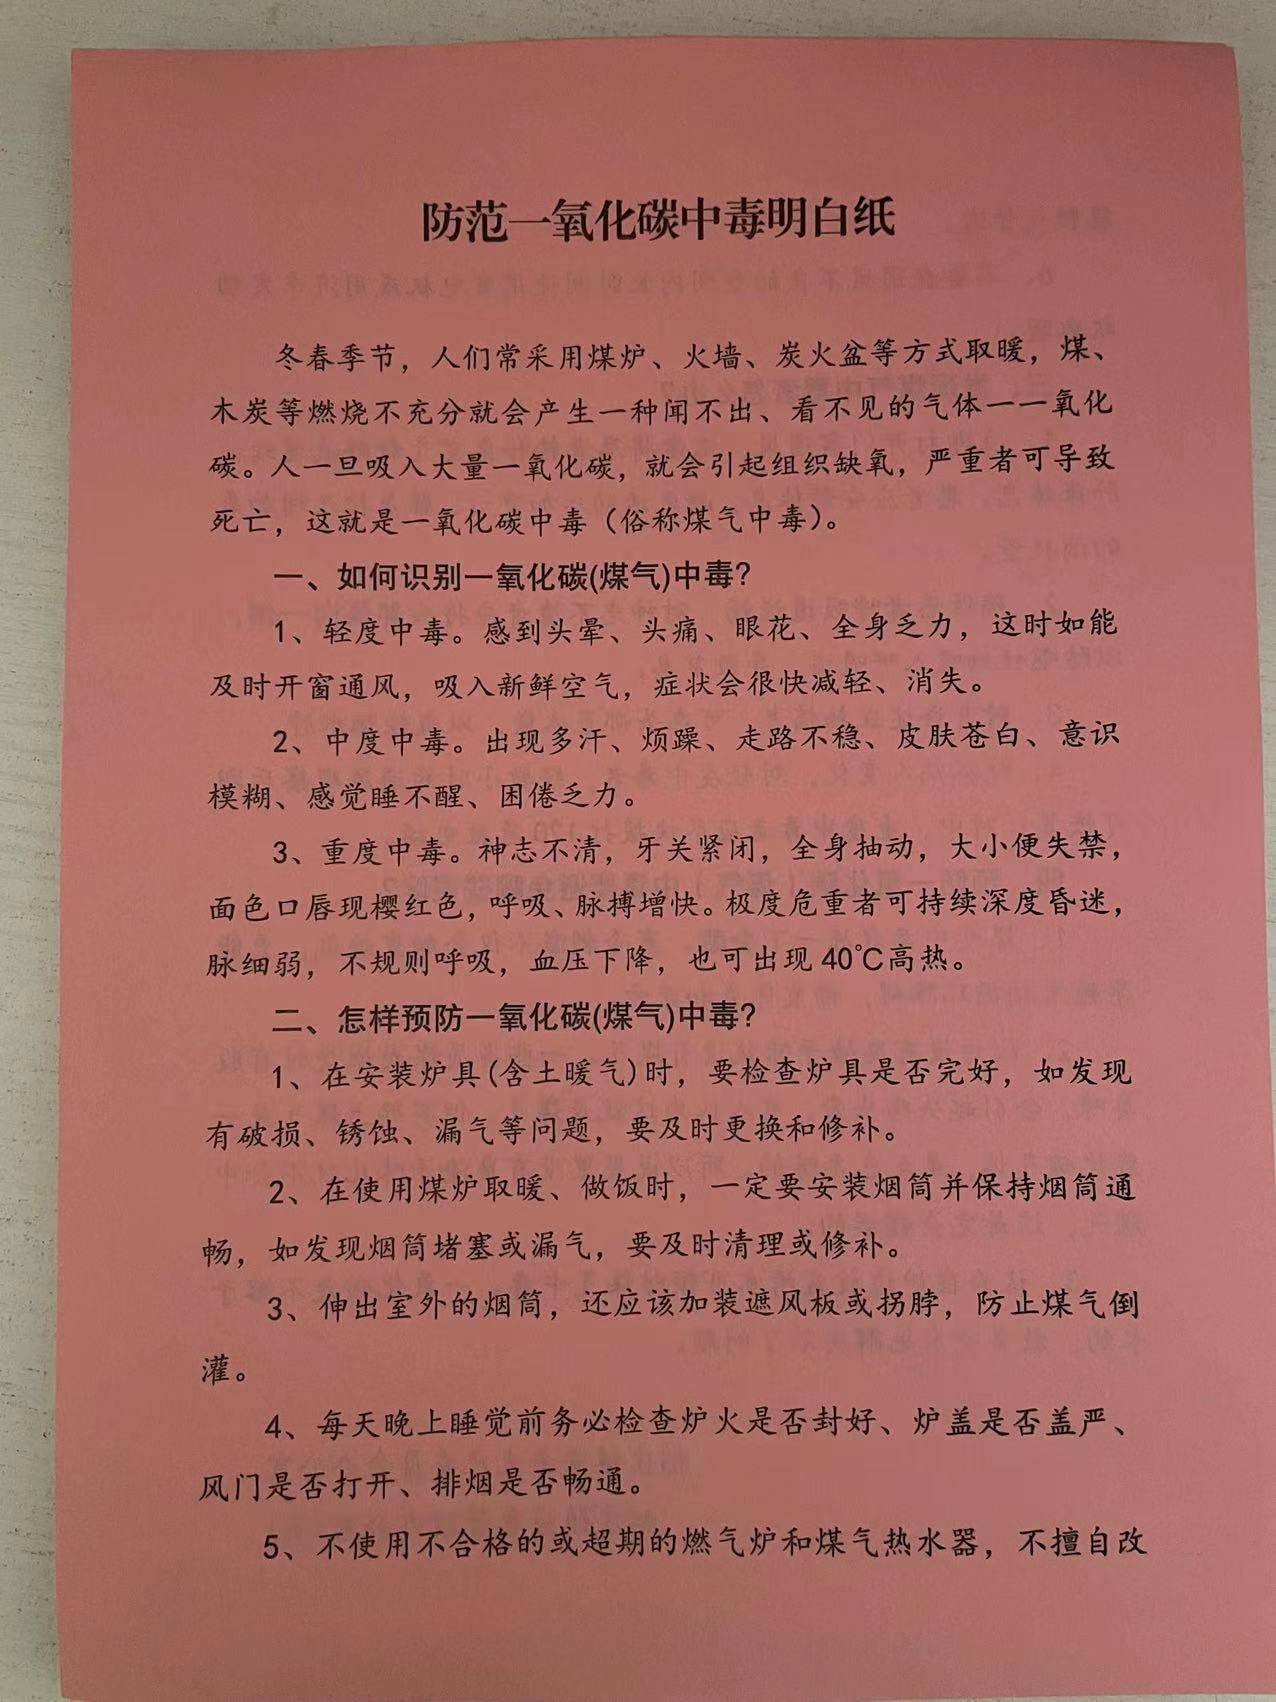 防范一氧化碳中毒明白纸
冬春季节，人们常采用煤炉、火墙、炭火盆等方式取暖，煤、
木炭等燃烧不充分就会产生一种闻不出、看不见的气体一一氧化
碳。人一旦吸入大量一氧化碳，就会引起组织缺氧，严重者可导致
死亡，这就是一氧化碳中毒（俗称煤气中毒）。
一、如何识别一氧化碳(煤气)中毒?
1、轻度中毒。感到头晕、头痛、眼花、全身乏力，这时如能
及时开窗通风，吸入新鲜空气，症状会很快减轻、消失。
2、中度中毒。出现多汗、烦躁、走路不稳、皮肤苍白、意识
模糊、感觉睡不醒、困倦乏力。
3、重度中毒。神志不清，牙关紧闭，全身抽动，大小便失禁，
面色口唇现樱红色，呼吸、脉搏增快。极度危重者可持续深度昏迷，
脉细弱，不规则呼吸，血压下降，也可出现 40℃高热。
二、怎样预防一氧化碳(煤气)中毒?
1、在安装炉具(含土暖气)时，要检查炉具是否完好，如发现
有破损、锈蚀、漏气等问题，要及时更换和修补。
2、在使用煤炉取暖、做饭时，一定要安装烟筒并保持烟筒通
畅，如发现烟筒堵塞或漏气，要及时清理或修补。
3、伸出室外的烟筒，还应该加装遮风板或拐脖，防止煤气倒
灌。
4、每天晚上睡觉前务必检查炉火是否封好、炉盖是否盖严、
风门是否打开、排烟是否畅通。
5、不使用不合格的或超期的燃气炉和煤气热水器，不擅自改